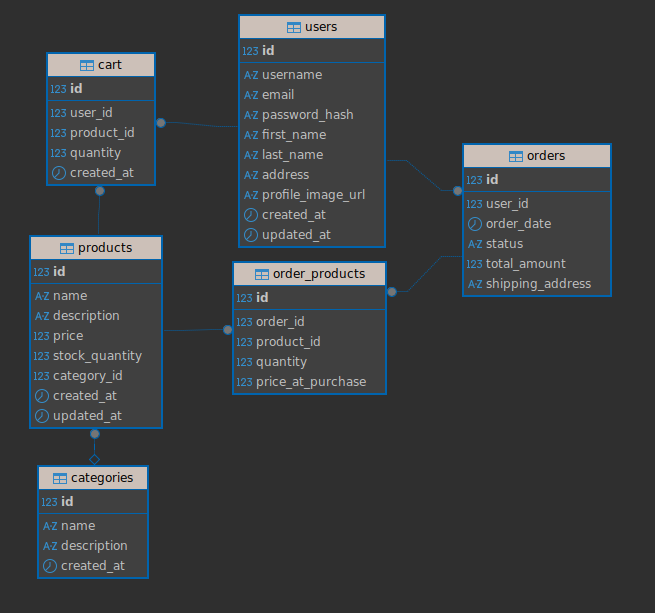 users
123 id
A-Z username
A-Z email
A-Z password_hash
A-Z first_name
A-Z last_name
A-Z address
A-Z profile_image_url
created_at
updated_at
cart
123 id
123 user_id
123 product_id
123 quantity
created_at
orders
123 id
123 user_id
order_date
A-Z status
123 total_amount
A-Z shipping_address
products
123 id
A-Z name
A-Z description
123 price
123 stock_quantity
123 category_id
created_at
updated_at
order_products
123 id
123 order_id
123 product_id
123 quantity
123 price_at_purchase
categories
123 id
A-Z name
A-Z description
created_at